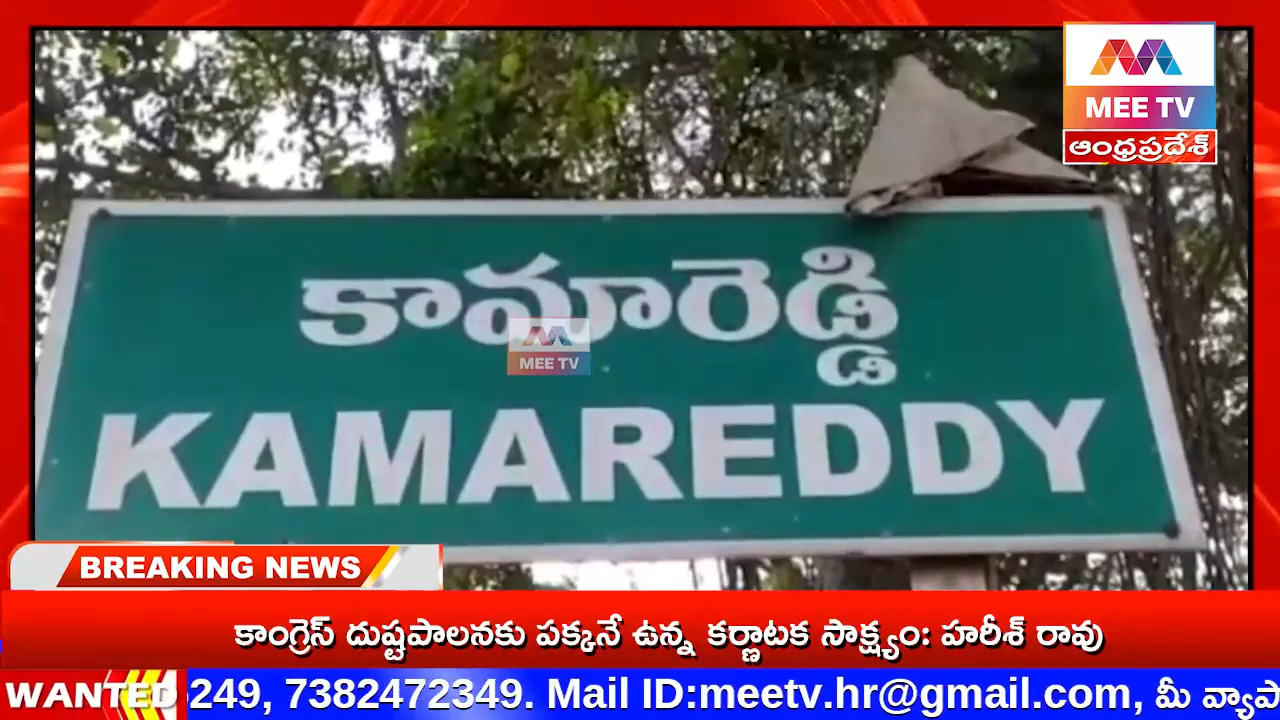 MEE TV
ఆంధ్రప్రదేశ్
కామారెడ్డి
MEE TV
KAMAREDDY
BREAKING NEWS
కాంగ్రెస్ దుష్టపాలనకు పక్కనే ఉన్న కర్ణాటక సాక్ష్యం: హరీశ్ రావు
WANTED 249, 7382472349. Mail ID:meetv.hr@gmail.com, మీ